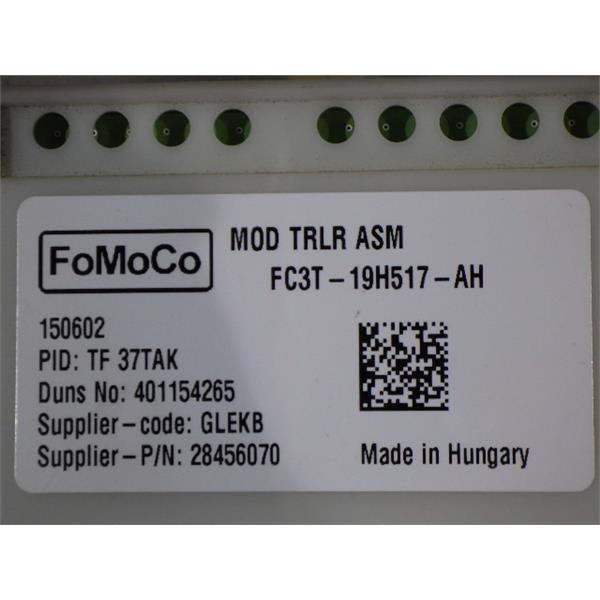 FoMoCo
MOD TRLR ASM
FC3T-19H517-AH
150602
PID: TF 37TAK
Duns No: 401154265
Supplier-code: GLEKB
Supplier-P/N: 28456070
Made in Hungary